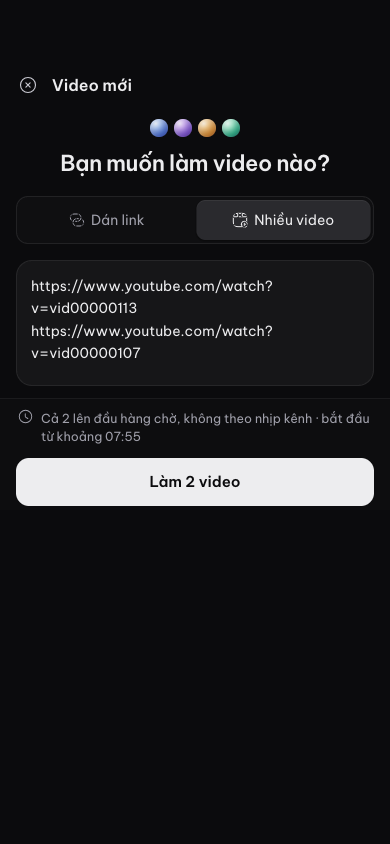 Video mới
Bạn muốn làm video nào?
Dán link
Nhiều video
https://www.youtube.com/watch?
v=vid00000113
https://www.youtube.com/watch?
v=vid00000107
Cả 2 lên đầu hàng chờ, không theo nhịp kênh · bắt đầu
từ khoảng 07:55
Làm 2 video